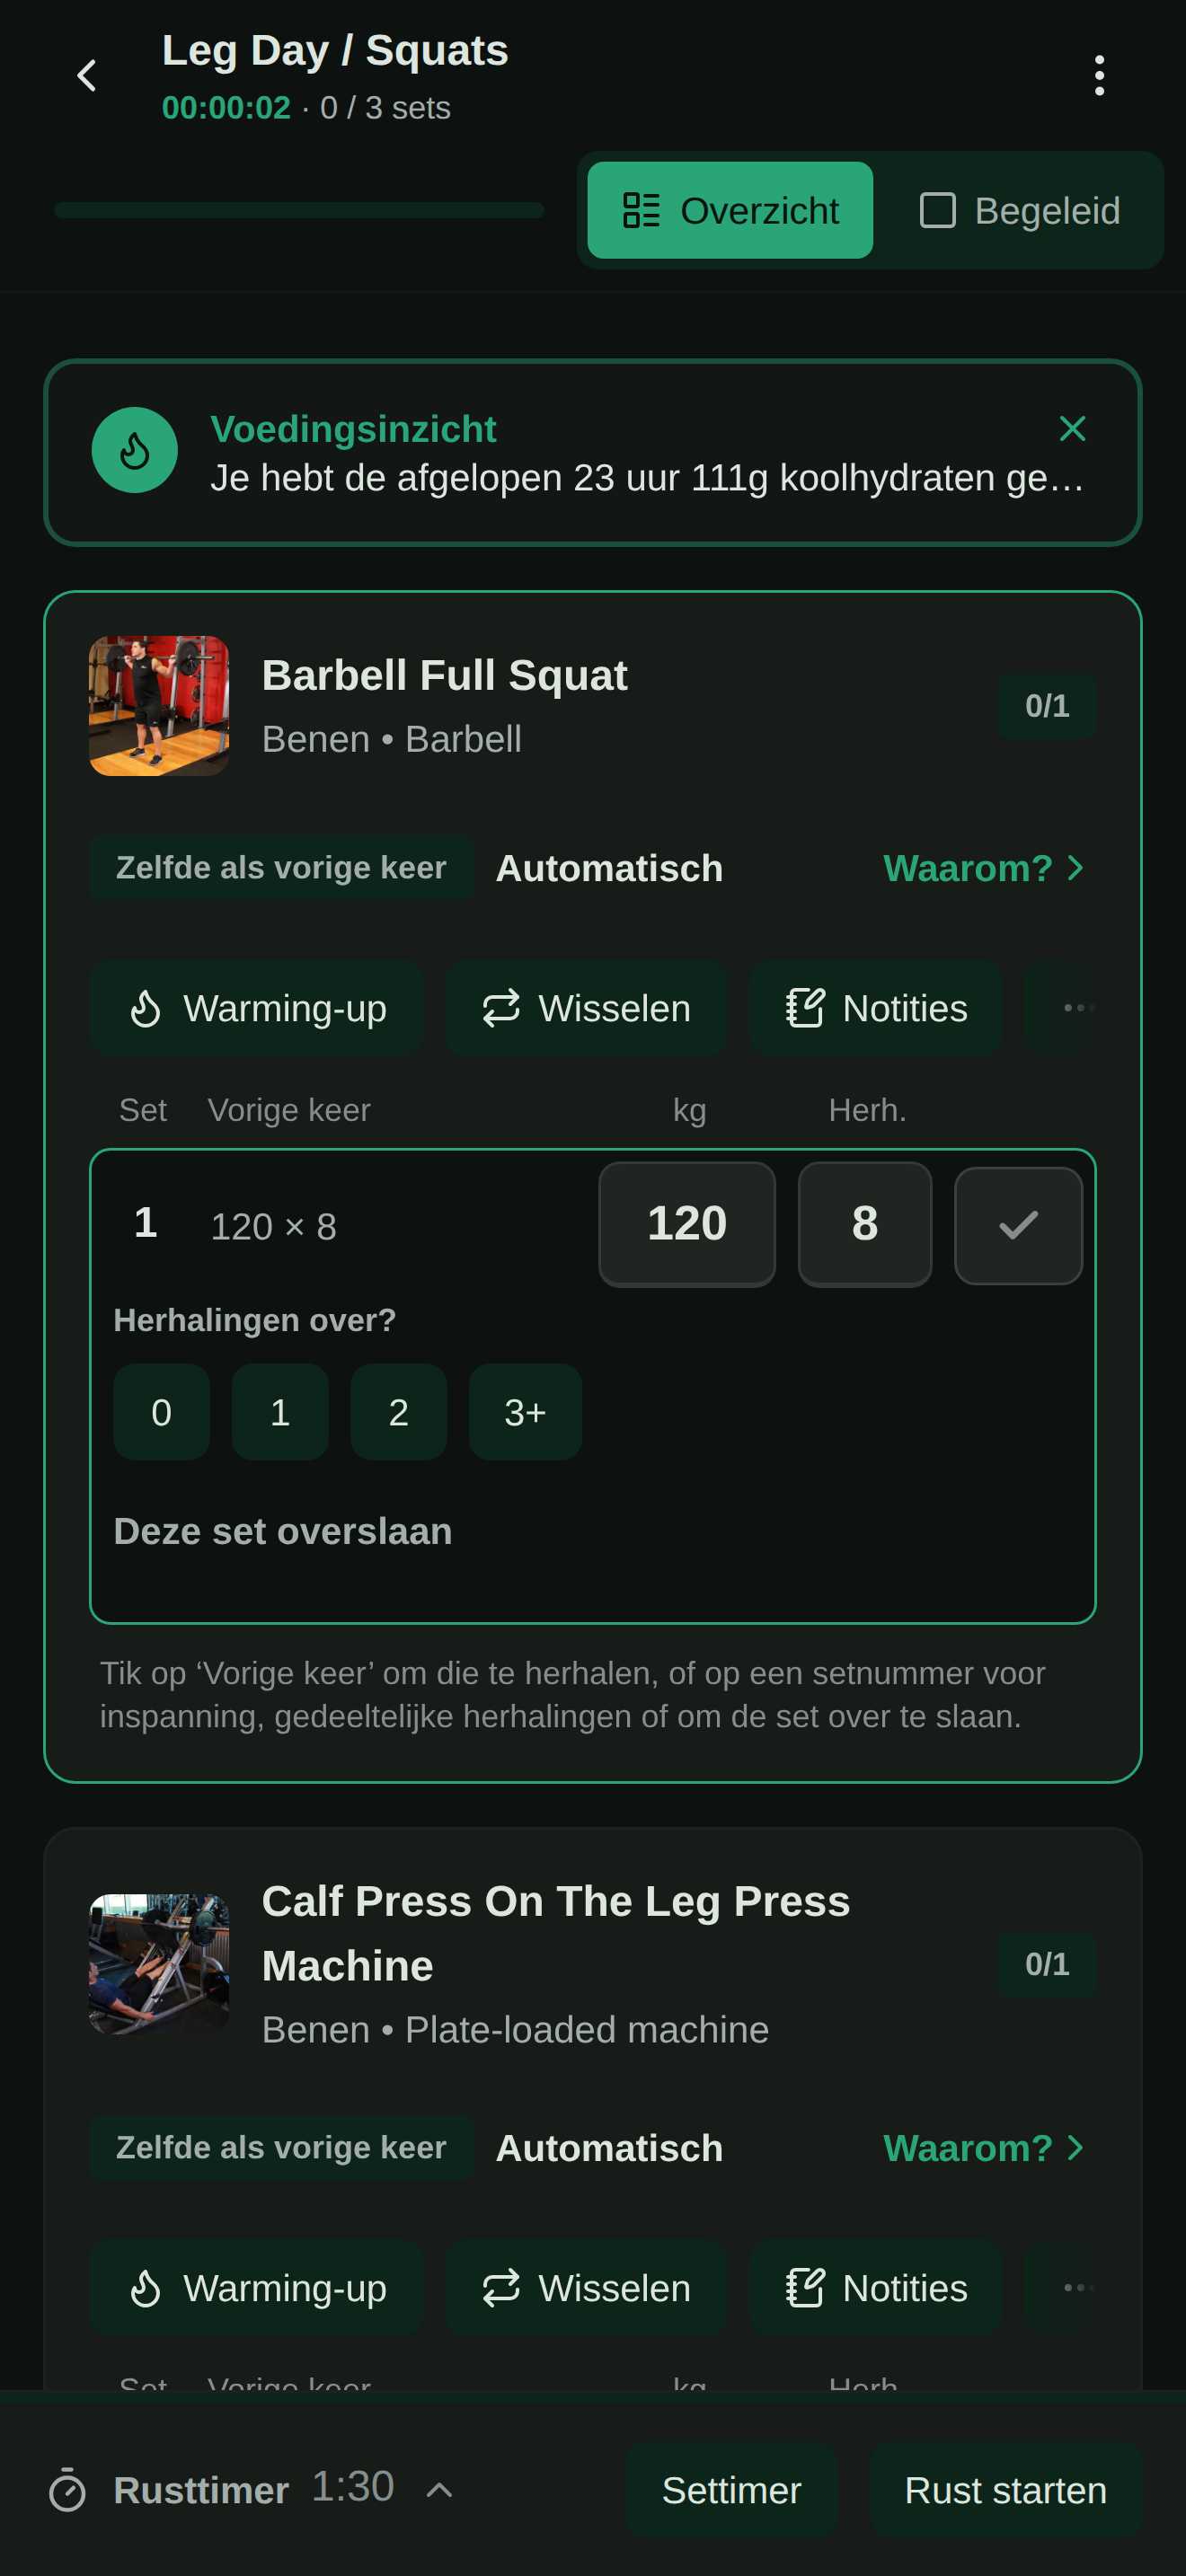 Leg Day / Squats
00:00:02 · 0 / 3 sets
Overzicht
Begeleid
Voedingsinzicht
Je hebt de afgelopen 23 uur 111g koolhydraten ge…
Barbell Full Squat
Benen • Barbell
0/1
Zelfde als vorige keer Automatisch Waarom?
Warming-up Wisselen Notities
Set Vorige keer kg Herh.
1 120 × 8 120 8
Herhalingen over?
0 1 2 3+
Deze set overslaan
Tik op ‘Vorige keer’ om die te herhalen, of op een setnummer voor
inspanning, gedeeltelijke herhalingen of om de set over te slaan.
Calf Press On The Leg Press
Machine
Benen • Plate-loaded machine
0/1
Zelfde als vorige keer Automatisch Waarom?
Warming-up Wisselen Notities
Set Vorige keer kg Herh.
Rusttimer 1:30 Settimer Rust starten